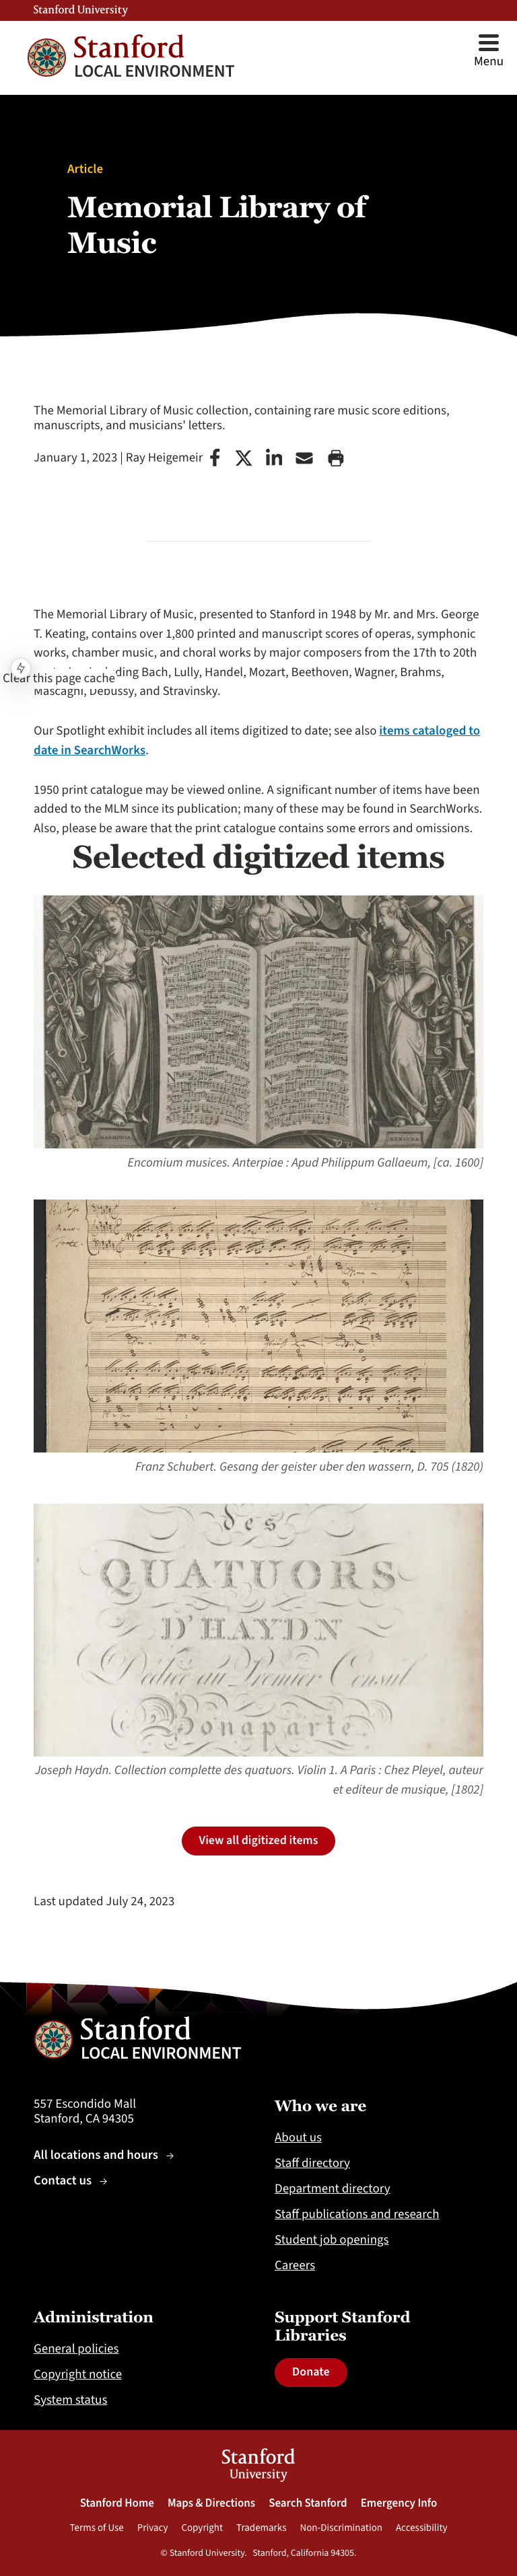 Stanford University
Stanford
LOCAL ENVIRONMENT
Menu
Article
Memorial Library of
Music
The Memorial Library of Music collection, containing rare music score editions,
manuscripts, and musicians' letters.
January 1, 2023 | Ray Heigemeir
The Memorial Library of Music, presented to Stanford in 1948 by Mr. and Mrs. George
T. Keating, contains over 1,800 printed and manuscript scores of operas, symphonic
works, chamber music, and choral works by major composers from the 17th to 20th
Bach, Lully, Handel, Mozart, Beethoven, Wagner, Brahms,
Clear this page cache
Mascagni, Debussy, and Stravinsky.
Our Spotlight exhibit includes all items digitized to date; see also items cataloged to
date in SearchWorks.
1950 print catalogue may be viewed online. A significant number of items have been
added to the MLM since its publication; many of these may be found in SearchWorks.
Also, please be aware that the print catalogue contains some errors and omissions.
Selected digitized items
HARMONIA
Encomium musices. Anterpiae : Apud Philippum Gallaeum, [ca. 1600]
Franz Schubert. Gesang der geister uber den wassern, D. 705 (1820)
des
QUATUORS
D'HAYDN
Dédiée au Premier Consul
Bonaparte
Joseph Haydn. Collection complette des quatuors. Violin 1. A Paris : Chez Pleyel, auteur
et editeur de musique, [1802]
View all digitized items
Last updated July 24, 2023
Stanford
LOCAL ENVIRONMENT
557 Escondido Mall
Stanford, CA 94305
All locations and hours →
Contact us →
Who we are
About us
Staff directory
Department directory
Staff publications and research
Student job openings
Careers
Administration
General policies
Copyright notice
System status
Support Stanford
Libraries
Donate
Stanford
University
Stanford Home Maps & Directions Search Stanford Emergency Info
Terms of Use Privacy Copyright Trademarks Non-Discrimination Accessibility
© Stanford University. Stanford, California 94305.